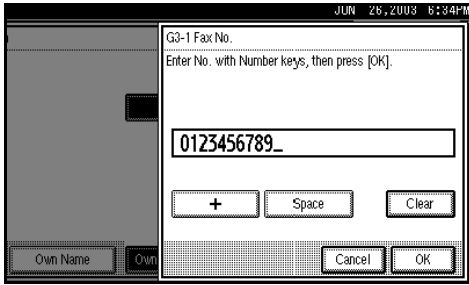 JUN 26,2003 6:34PM
G3-1 Fax No.
Enter No. with Number keys, then press [OK].
0123456789_
+ Space Clear
Own Name Own Cancel OK